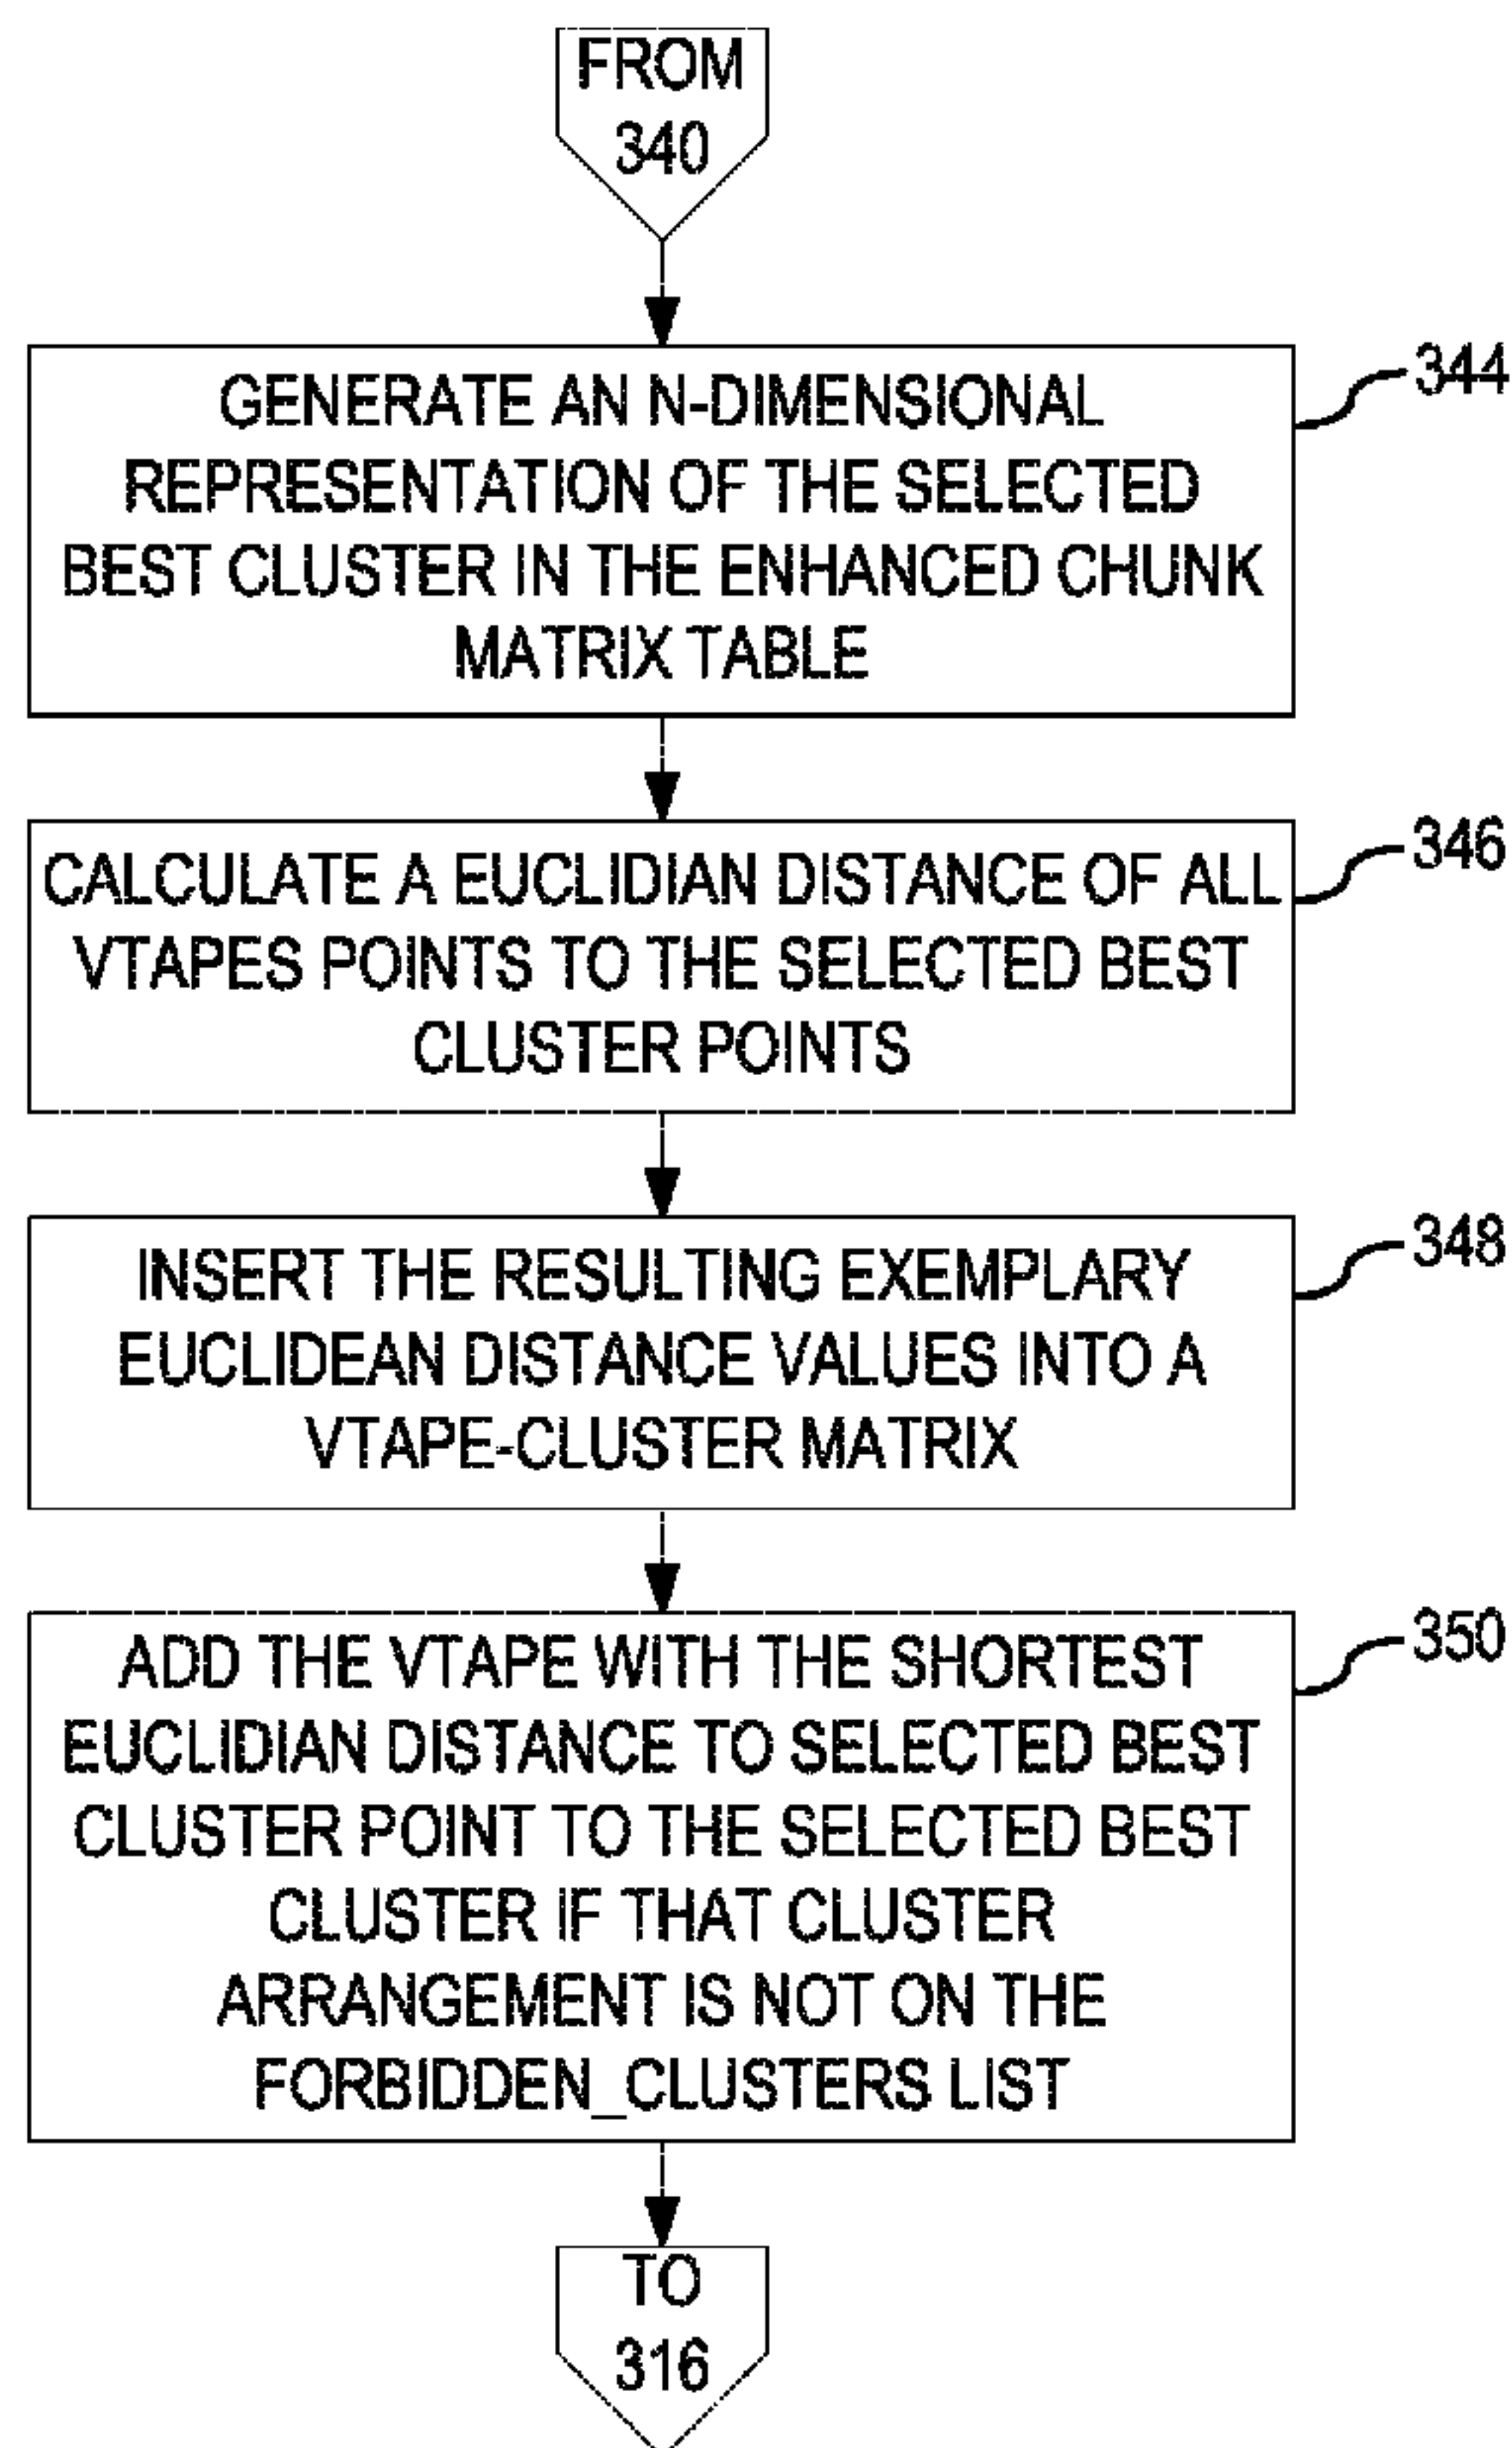 FROM
340
GENERATE AN N-DIMENSIONAL
REPRESENTATION OF THE SELECTED
BEST CLUSTER IN THE ENHANCED CHUNK
MATRIX TABLE
344
CALCULATE A EUCLIDIAN DISTANCE OF ALL
VTAPES POINTS TO THE SELECTED BEST
CLUSTER POINTS
346
INSERT THE RESULTING EXEMPLARY
EUCLIDEAN DISTANCE VALUES INTO A
VTAPE-CLUSTER MATRIX
348
ADD THE VTAPE WITH THE SHORTEST
EUCLIDIAN DISTANCE TO SELECTED BEST
CLUSTER POINT TO THE SELECTED BEST
CLUSTER IF THAT CLUSTER
ARRANGEMENT IS NOT ON THE
FORBIDDEN_CLUSTERS LIST
350
TO
316